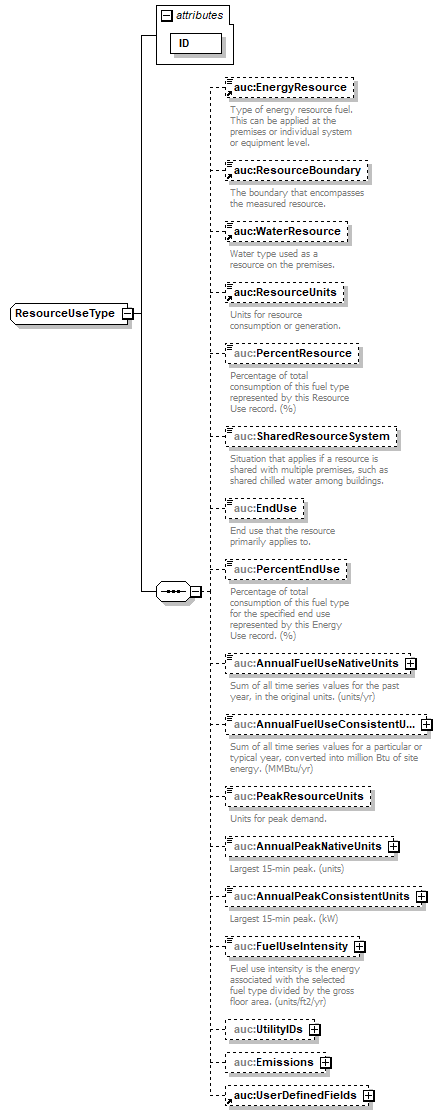 attributes
ID
auc:EnergyResource
Type of energy resource fuel.
This can be applied at the
premises or individual system
or equipment level.
auc:ResourceBoundary
The boundary that encompasses
the measured resource.
auc:WaterResource
Water type used as a
resource on the premises.
auc:ResourceUnits
Units for resource
consumption or generation.
ResourceUseType
auc:PercentResource
Percentage of total
consumption of this fuel type
represented by this Resource
Use record. (%)
auc:SharedResourceSystem
Situation that applies if a resource is
shared with multiple premises, such as
shared chilled water among buildings.
auc:EndUse
End use that the resource
primarily applies to.
auc:PercentEndUse
Percentage of total
consumption of this fuel type
for the specified end use
represented by this Energy
Use record. (%)
auc:AnnualFuelUseNativeUnits
Sum of all time series values for the past
year, in the original units. (units/yr)
auc:AnnualFuelUseConsistentU...
Sum of all time series values for a particular or
typical year, converted into million Btu of site
energy. (MMBtu/yr)
auc:PeakResourceUnits
Units for peak demand.
auc:AnnualPeakNativeUnits
Largest 15-min peak. (units)
auc:AnnualPeakConsistentUnits
Largest 15-min peak. (kW)
auc:FuelUseIntensity
Fuel use intensity is the energy
associated with the selected
fuel type divided by the gross
floor area. (units/ft2/yr)
auc:UtilityIDs
auc:Emissions
auc:UserDefinedFields